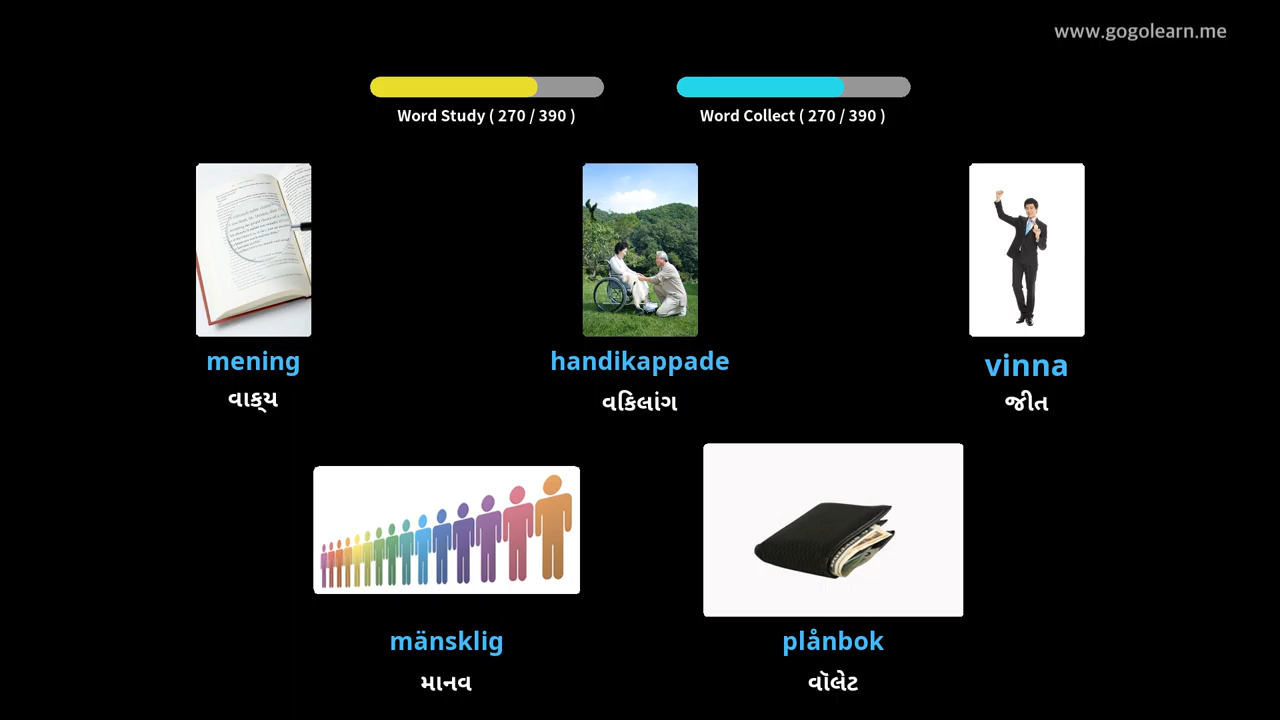 www.gogolearn.me
Word Study ( 270 / 390 )
Word Collect ( 270 / 390 )
mening
handikappade
vinna
વાક્ય
વિકલાંગ
જીત
mänsklig
plånbok
માનવ
વૉલેટ